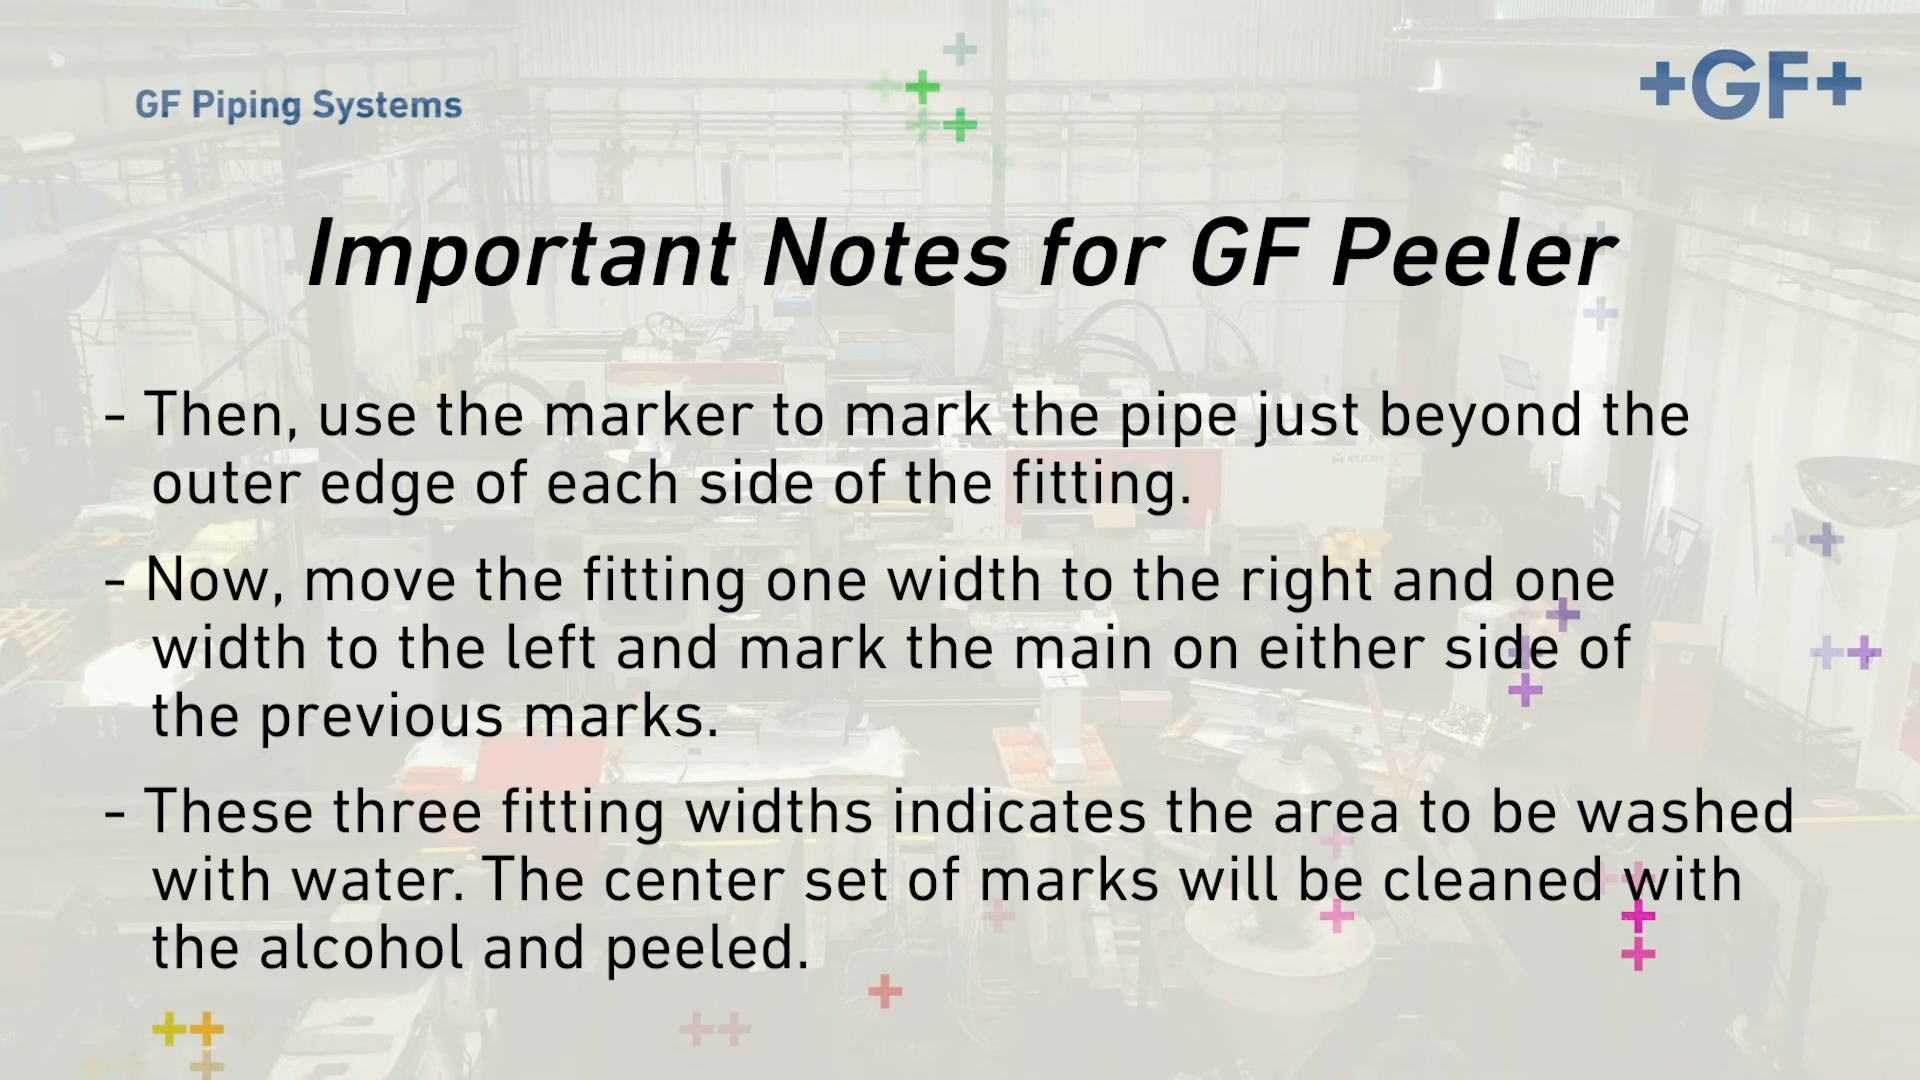 GF Piping Systems
+GF+
Important Notes for GF Peeler
- Then, use the marker to mark the pipe just beyond the
outer edge of each side of the fitting.
- Now, move the fitting one width to the right and one
width to the left and mark the main on either side of
the previous marks.
- These three fitting widths indicates the area to be washed
with water. The center set of marks will be cleaned with
the alcohol and peeled.